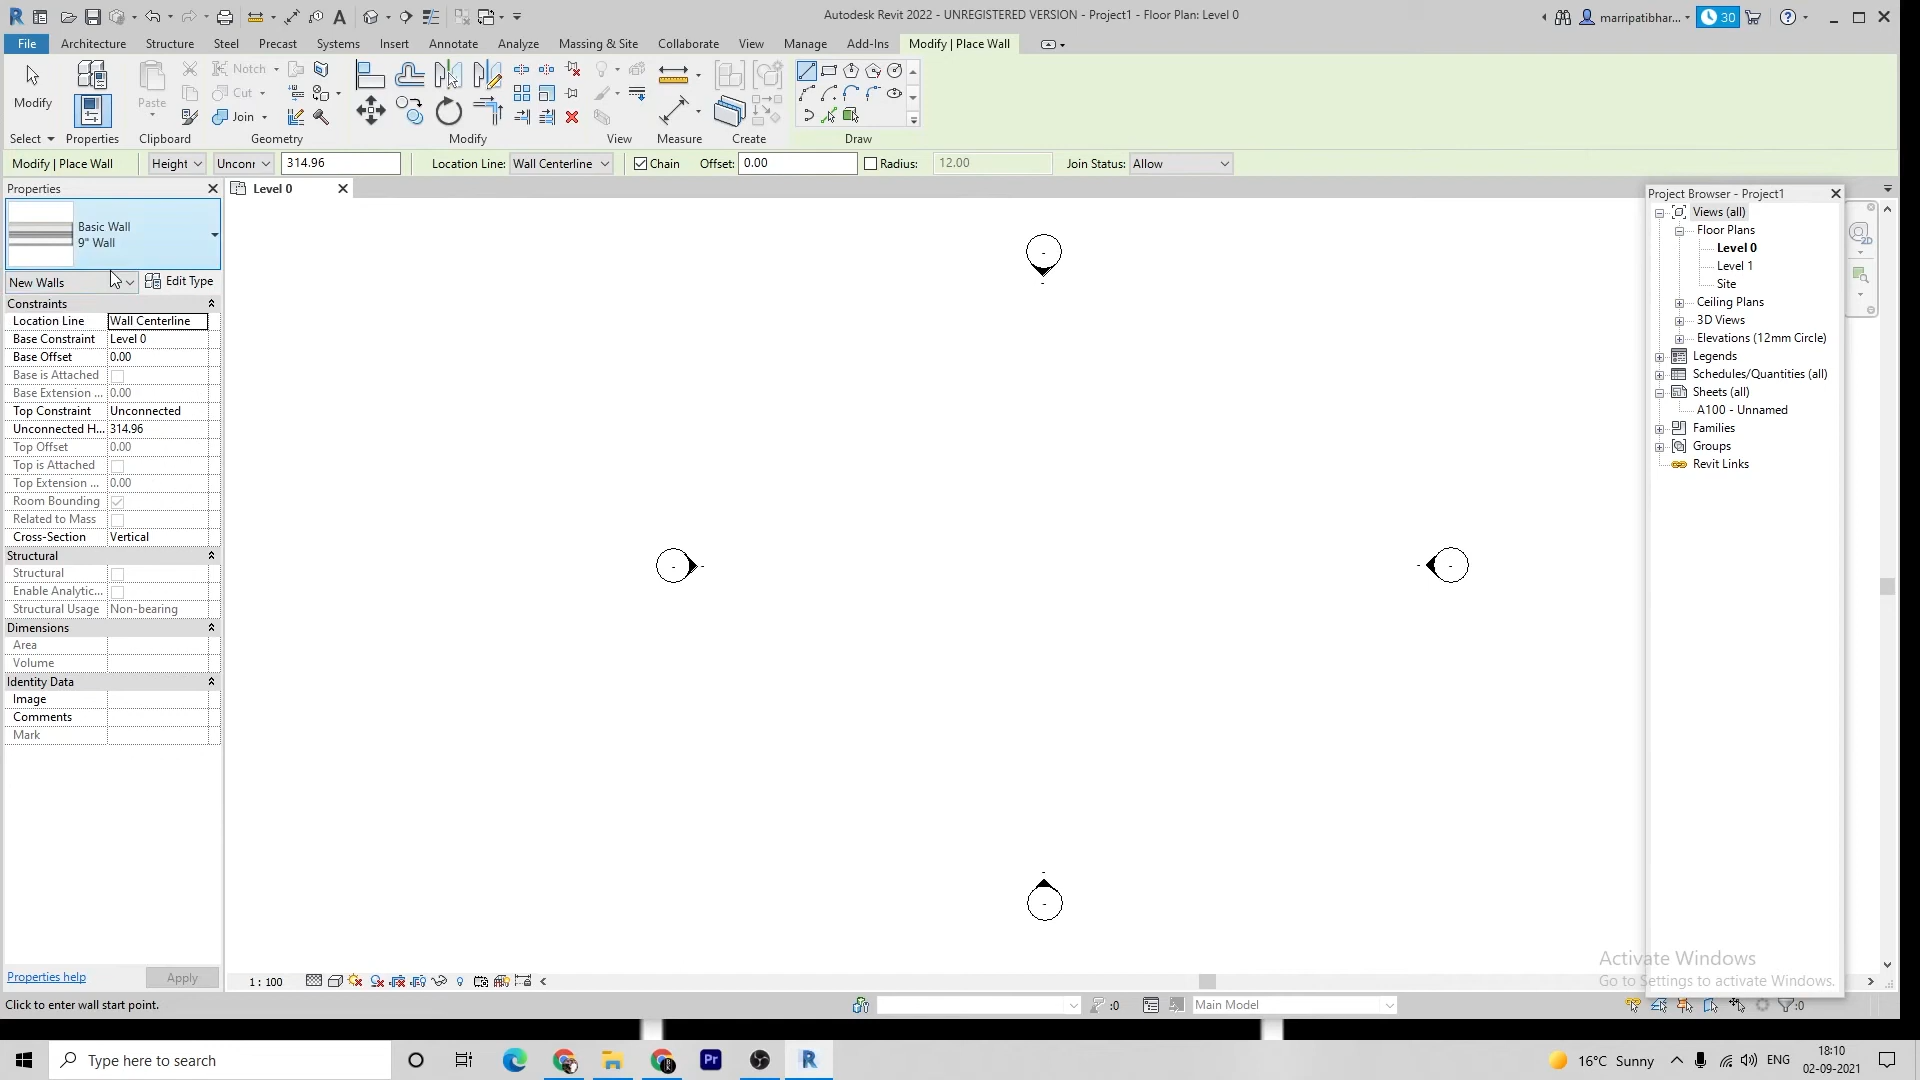 Autodesk Revit 2022 - UNREGISTERED VERSION - Project1 - Floor Plan: Level 0
marripatibhar...
30
File Architecture Structure Steel Precast Systems Insert Annotate Analyze Massing & Site Collaborate View Manage Add-Ins Modify | Place Wall
Modify Paste Notch Cut Join
Select Properties Clipboard Geometry Modify View Measure Create Draw
Modify | Place Wall Height Unconr 314.96 Location Line: Wall Centerline Chain Offset: 0.00 Radius: 12.00 Join Status: Allow
Properties
Level 0
Basic Wall
9" Wall
New Walls Edit Type
Constraints
Location Line Wall Centerline
Base Constraint Level 0
Base Offset 0.00
Base is Attached
Base Extension ... 0.00
Top Constraint Unconnected
Unconnected H... 314.96
Top Offset 0.00
Top is Attached
Top Extension ... 0.00
Room Bounding
Related to Mass
Cross-Section Vertical
Structural
Structural
Enable Analytic...
Structural Usage Non-bearing
Dimensions
Area
Volume
Identity Data
Image
Comments
Mark
Properties help Apply
Project Browser - Project1
Views (all)
Floor Plans
Level 0
Level 1
Site
Ceiling Plans
3D Views
Elevations (12mm Circle)
Legends
Schedules/Quantities (all)
Sheets (all)
A100 - Unnamed
Families
Groups
Revit Links
2D
Activate Windows
Go to Settings to activate Windows.
1 : 100
Click to enter wall start point.
:0 Main Model :0
Type here to search
16°C Sunny ENG
18:10
02-09-2021